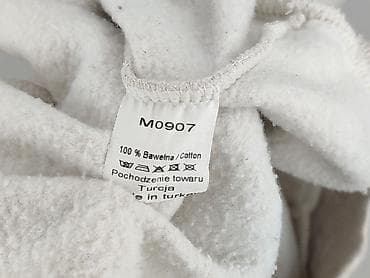 M0907
100 % Bawełna / Cotton
Pochodzenie towaru
Turcja
in turkey